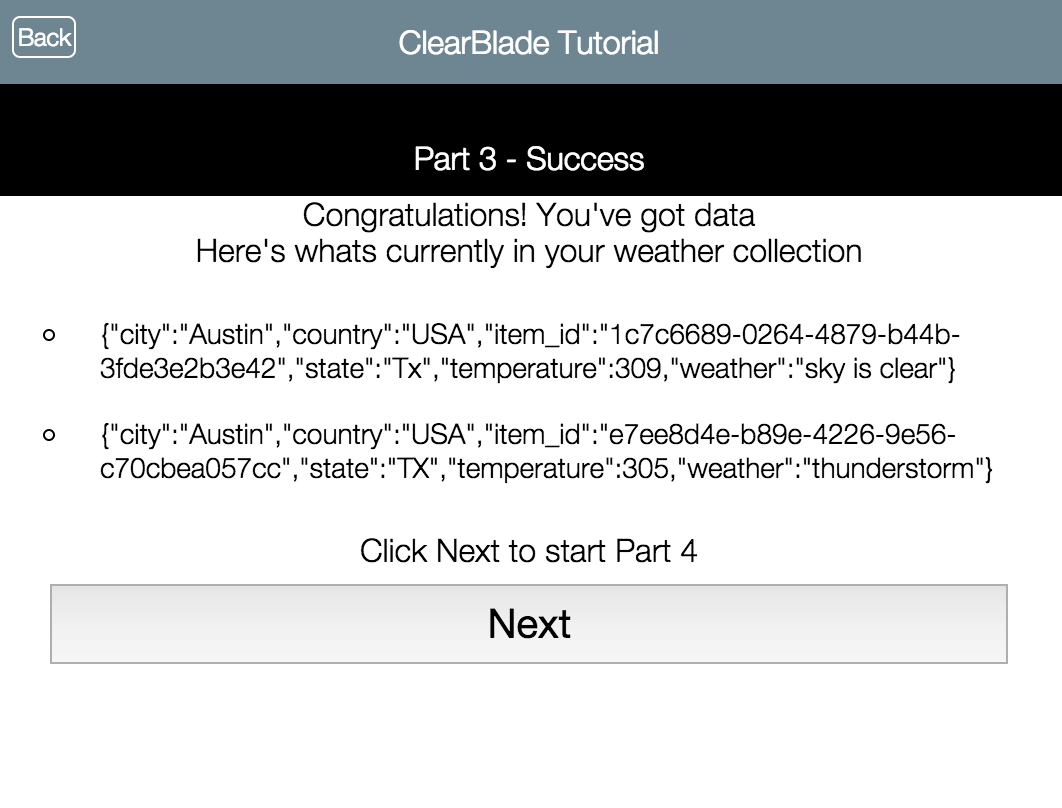 Back
ClearBlade Tutorial
Part 3 - Success
Congratulations! You've got data
Here's whats currently in your weather collection
{"city":"Austin","country":"USA","item_id":"1c7c6689-0264-4879-b44b-
3fde3e2b3e42","state":"Tx","temperature":309,"weather":"sky is clear"}
{"city":"Austin","country":"USA","item_id":"e7ee8d4e-b89e-4226-9e56-
c70cbea057cc","state":"TX","temperature":305,"weather":"thunderstorm"}
Click Next to start Part 4
Next